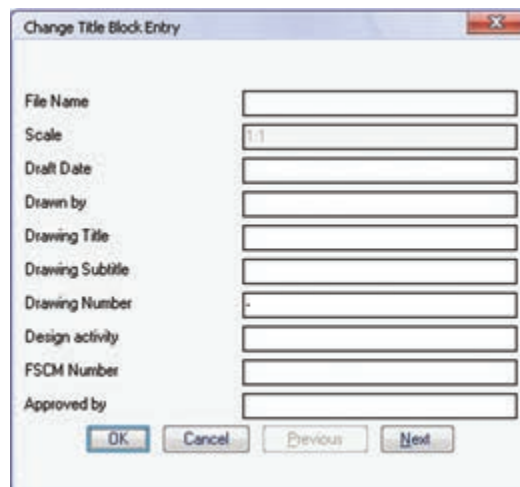 Change Title Block Entry
File Name
Scale 1:1
Draft Date
Drawn by
Drawing Title
Drawing Subtitle
Drawing Number -
Design activity
FSCM Number
Approved by
OK Cancel Previous Next